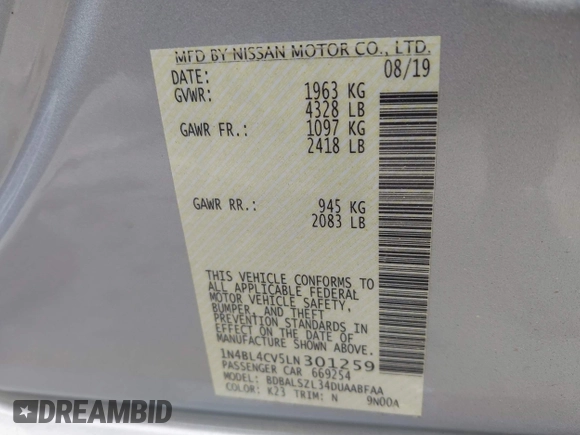 MFD BY NISSAN MOTOR CO., LTD.
DATE: 08/19
GVWR: 1963 KG
4328 LB
GAWR FR.: 1097 KG
2418 LB
GAWR RR.: 945 KG
2083 LB
THIS VEHICLE CONFORMS TO
ALL APPLICABLE FEDERAL
MOTOR VEHICLE SAFETY,
BUMPER, AND THEFT
PREVENTION STANDARDS IN
EFFECT ON THE DATE OF
MANUFACTURE SHOWN ABOVE.
1N4BL4CV5LN301259
PASSENGER CAR 669254
MODEL: BDBALSZL34DUAABFAA
COLOR: K23 TRIM: N 9N00A
DEALERS
AUCTION HISTORY